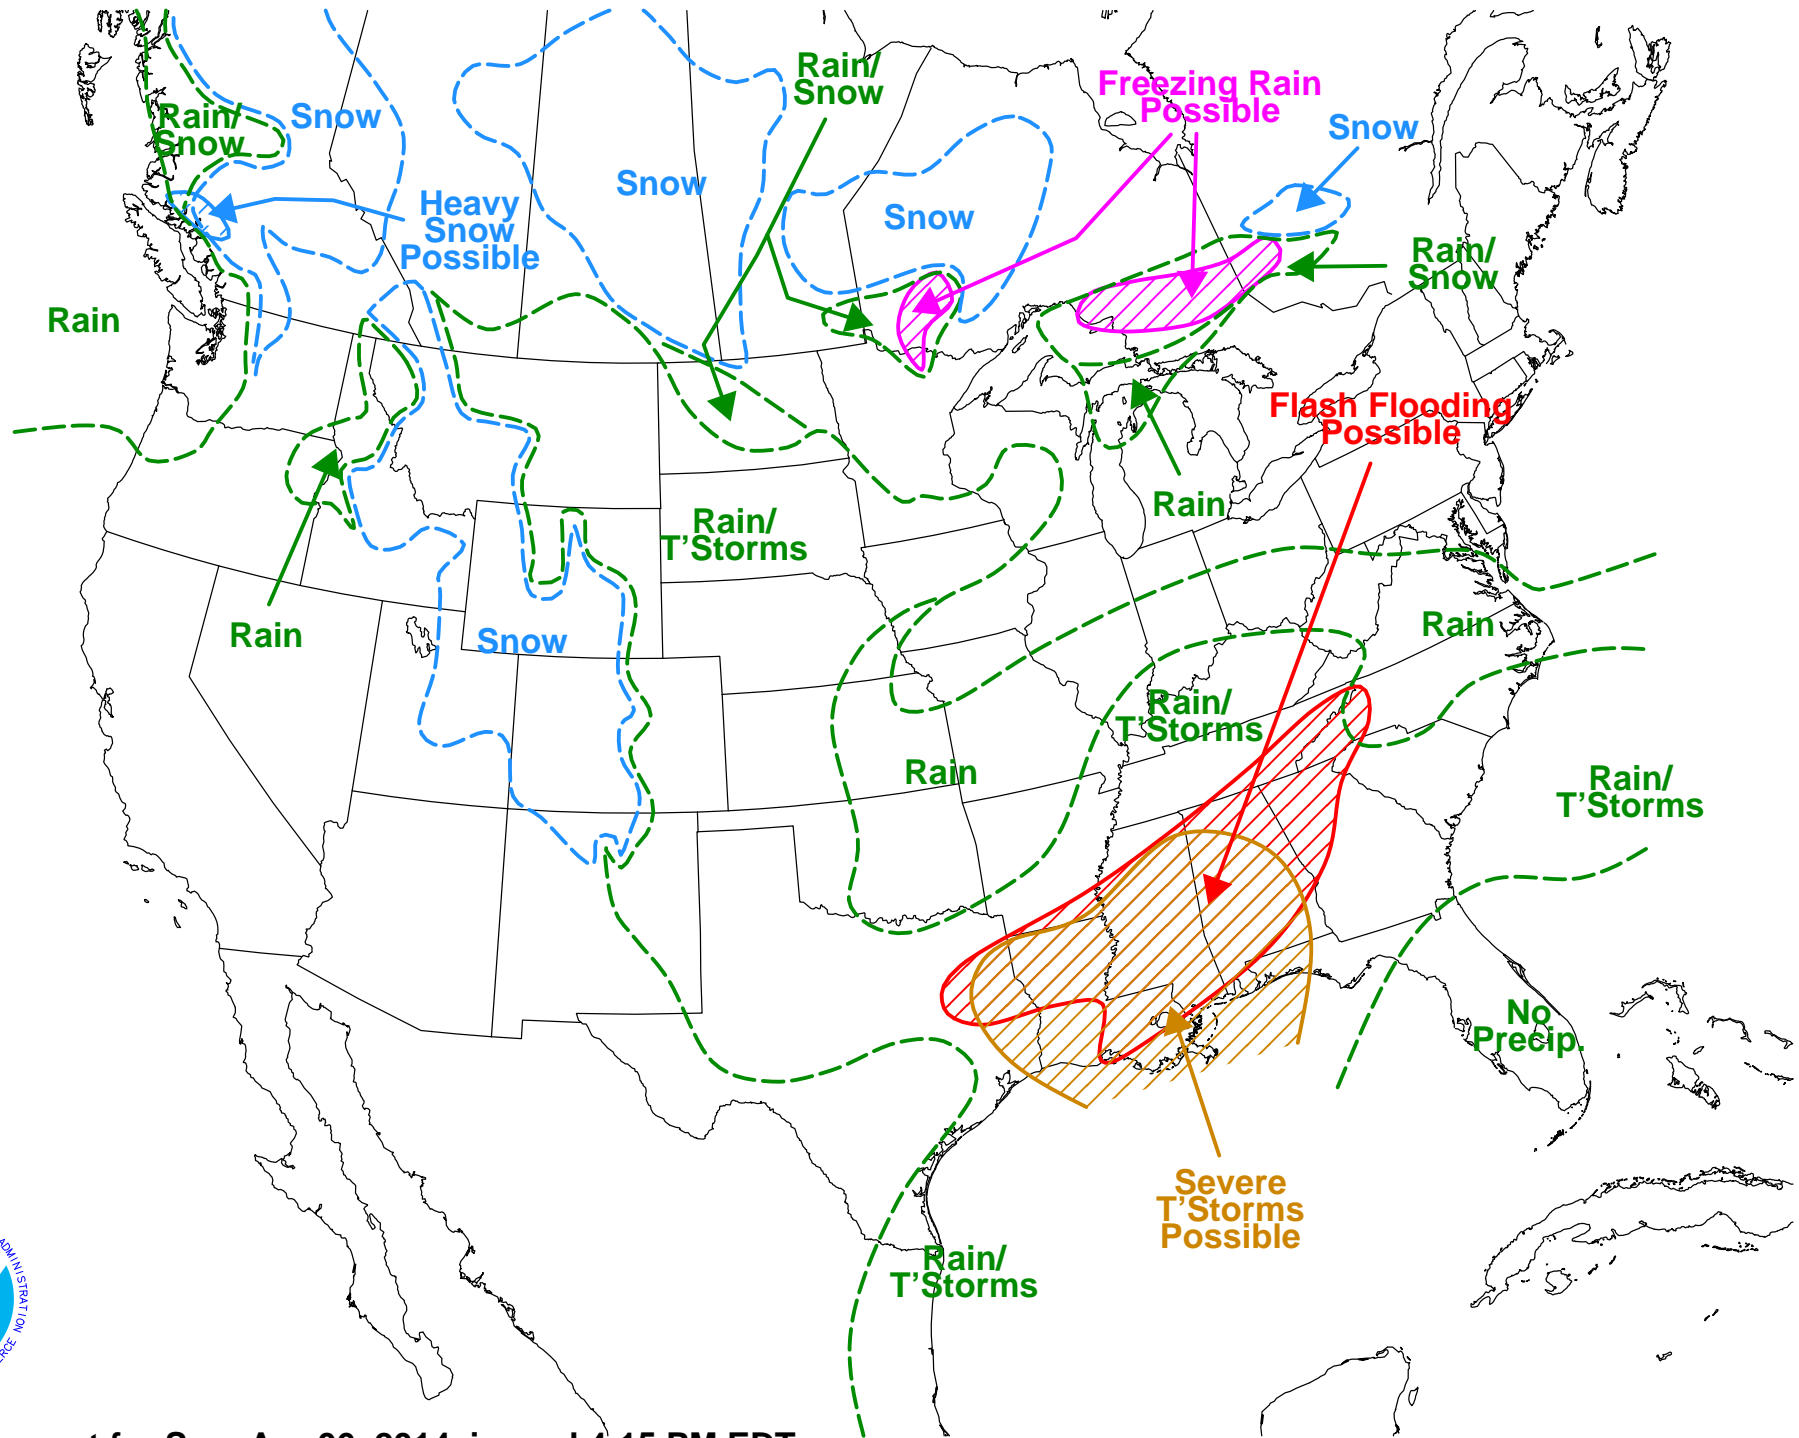 Rain/
Snow
Snow
Rain/
Snow
Freezing Rain
Possible
Snow
Snow
Heavy
Snow
Possible
Snow
Rain/
Snow
Rain
Flash Flooding
Possible
Rain
Rain/
T'Storms
Rain
Snow
Rain
Rain/
T'Storms
Rain
Rain/
T'Storms
No
Precip.
Severe
T'Storms
Possible
Rain/
T'Storms
ADMINISTRATION